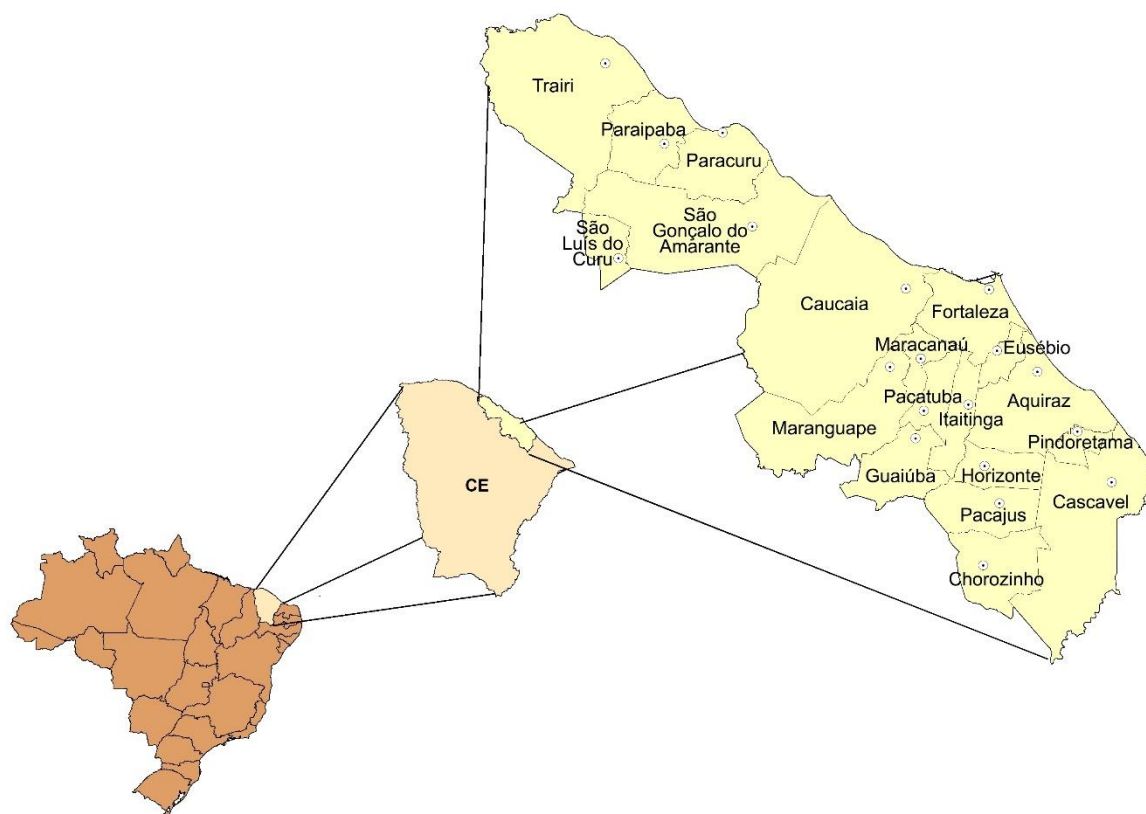 Trairi
Paraipaba
Paracuru
São
Luís do
Curu
São
Gonçalo do
Amarante
Caucaia
Fortaleza
Maracanaú
Eusébio
Pacatuba
Itaitinga
Aquiraz
Maranguape
Pindoretama
Guaiúba
Horizonte
Cascavel
Pacajus
Chorozinho
CE